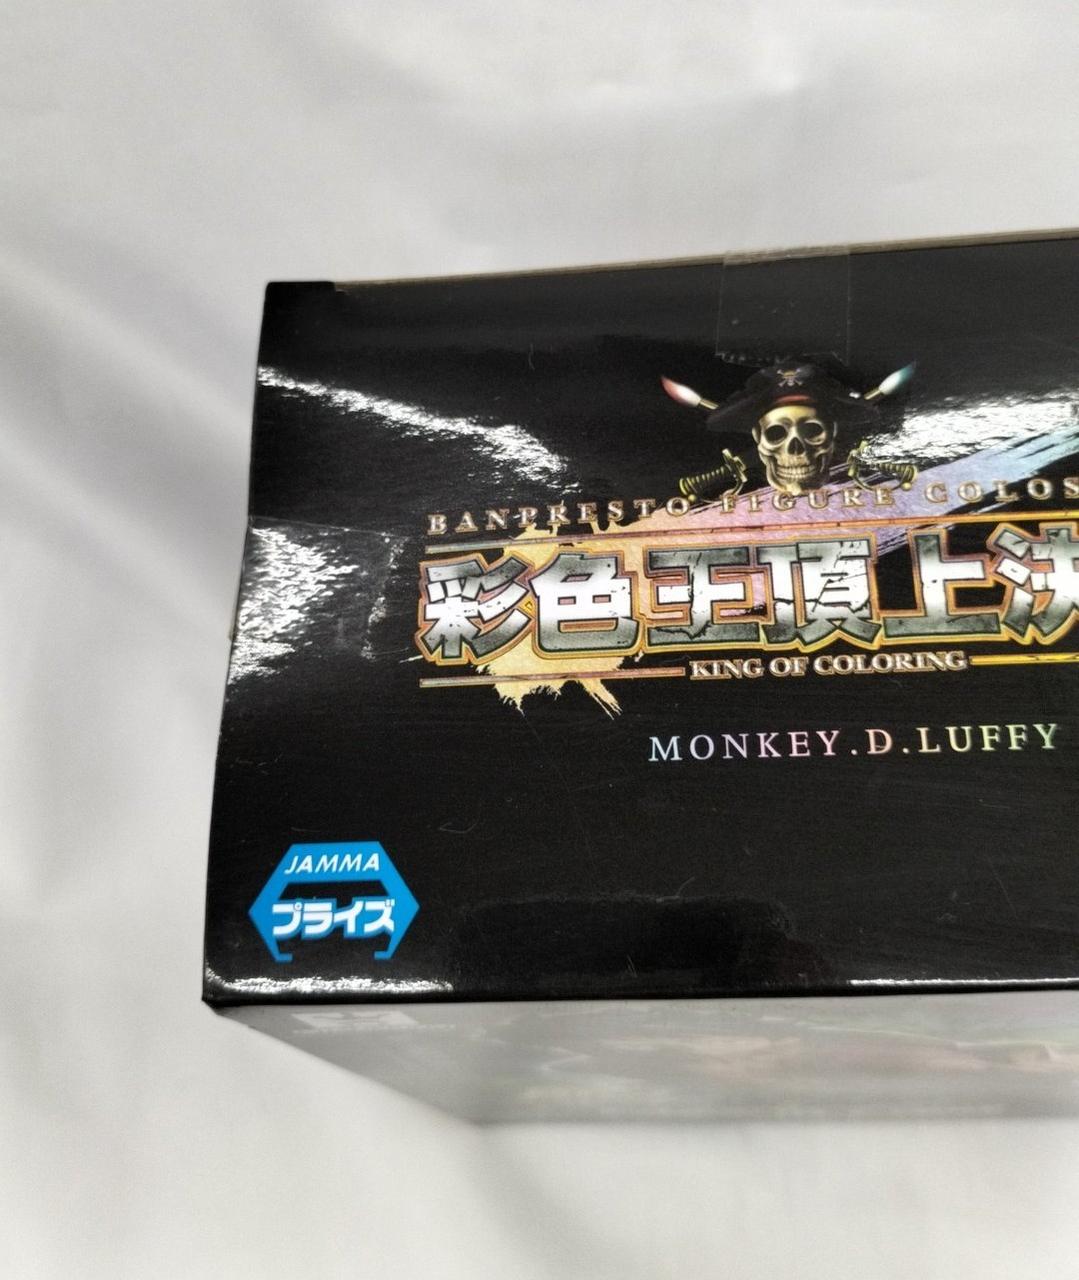 BANPRESTO FIGURE COLOS
彩色王頂上決
KING OF COLORING
MONKEY.D.LUFFY
JAMMA
プライズ